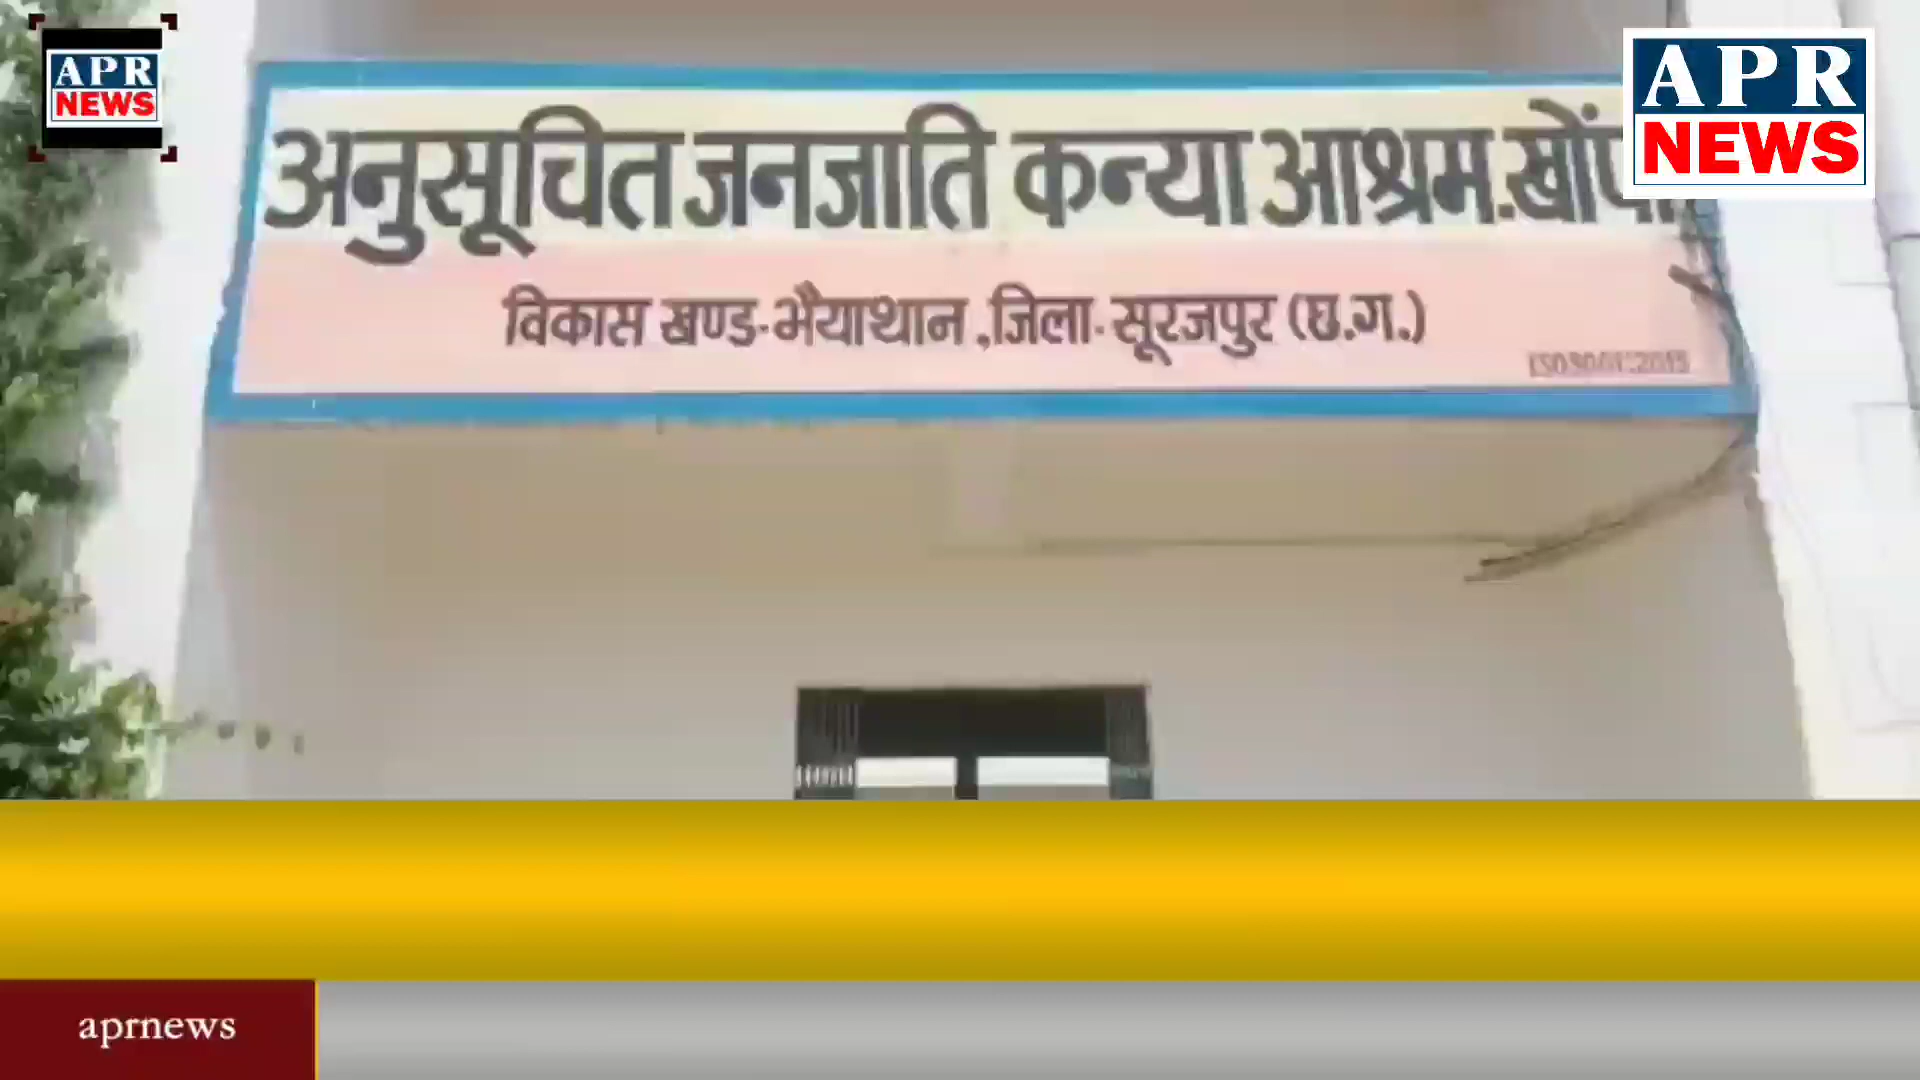 APR
NEWS
APR
NEWS
अनुसूचित जनजाति कन्या आश्रम.
विकास खण्ड-भैयाथान ,जिला-सूरजपुर (छ.ग.)
aprnews